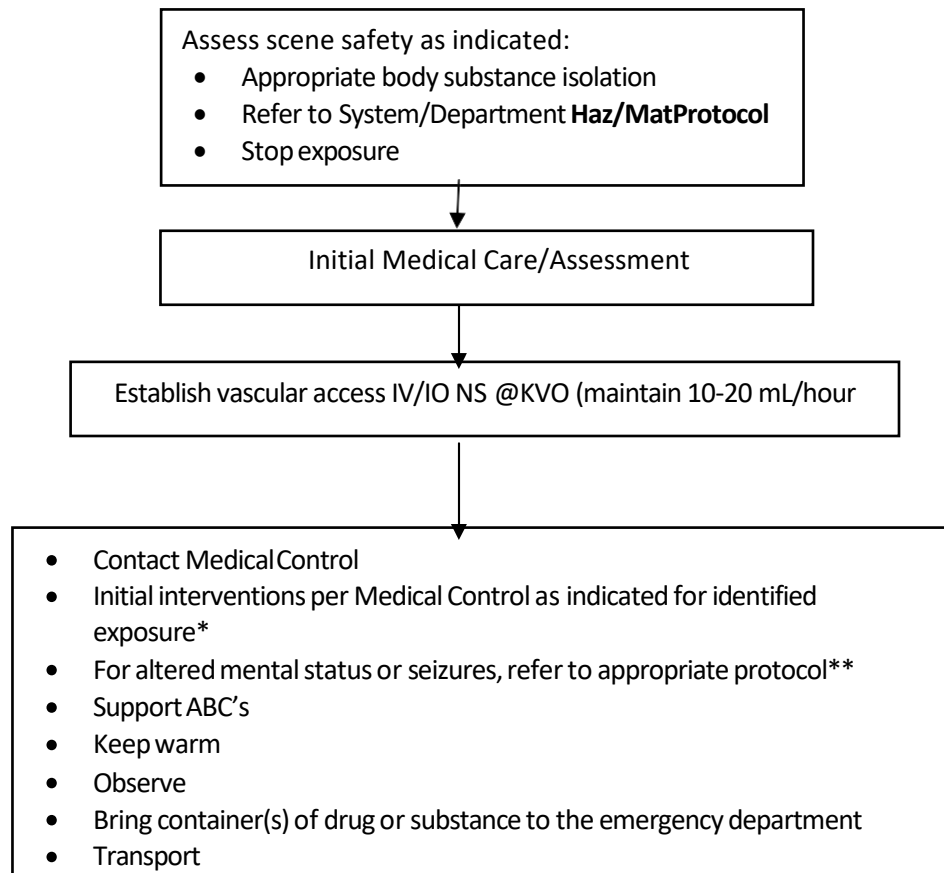 Assess scene safety as indicated:
• Appropriate body substance isolation
• Refer to System/Department Haz/MatProtocol
• Stop exposure
Initial Medical Care/Assessment
Establish vascular access IV/IO NS @KVO (maintain 10-20 mL/hour
• Contact MedicalControl
• Initial interventions per Medical Control as indicated for identified
exposure*
• For altered mental status or seizures, refer to appropriate protocol**
• Support ABC’s
• Keep warm
• Observe
• Bring container(s) of drug or substance to the emergency department
• Transport